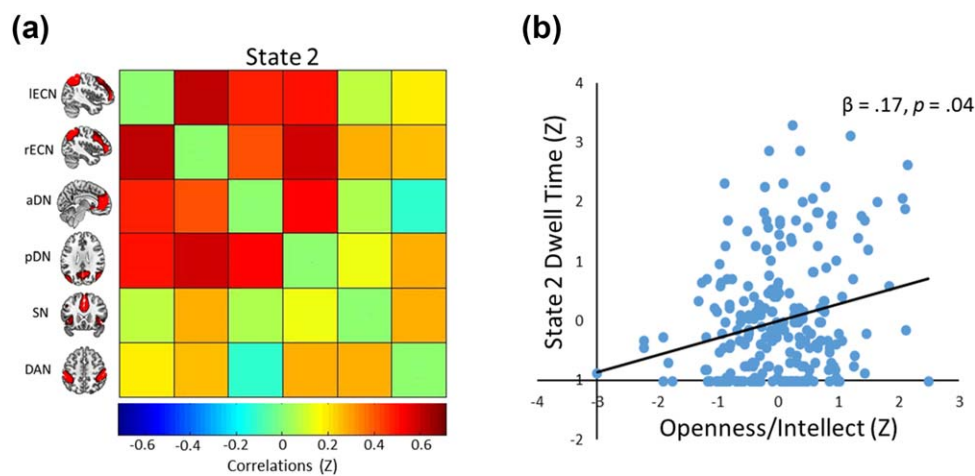 (a)
State 2
lECN
rECN
aDN
pDN
SN
DAN
-0.6 -0.4 -0.2 0 0.2 0.4 0.6
Correlations (Z)
(b)
β = .17, p = .04
State 2 Dwell Time (Z)
4
3
2
1
0
1
-2
-4 -3 -2 -1 0 1 2 3
Openness/Intellect (Z)